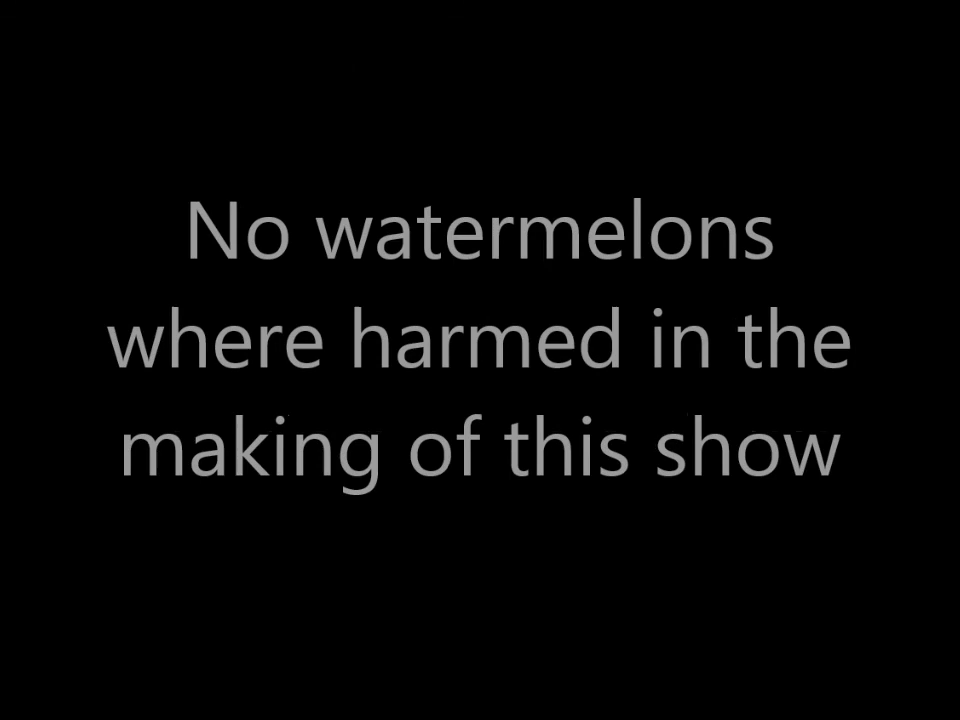 No watermelons
where harmed in the
making of this show